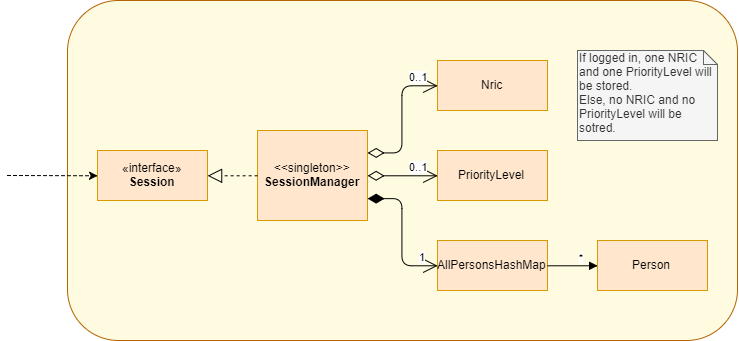 If logged in, one NRIC
and one PriorityLevel will
be stored.
Else, no NRIC and no
PriorityLevel will be
sotred.
0..1
Nric
«interface»
Session
<<singleton>>
SessionManager
0..1
PriorityLevel
1
AllPersonsHashMap
*
Person